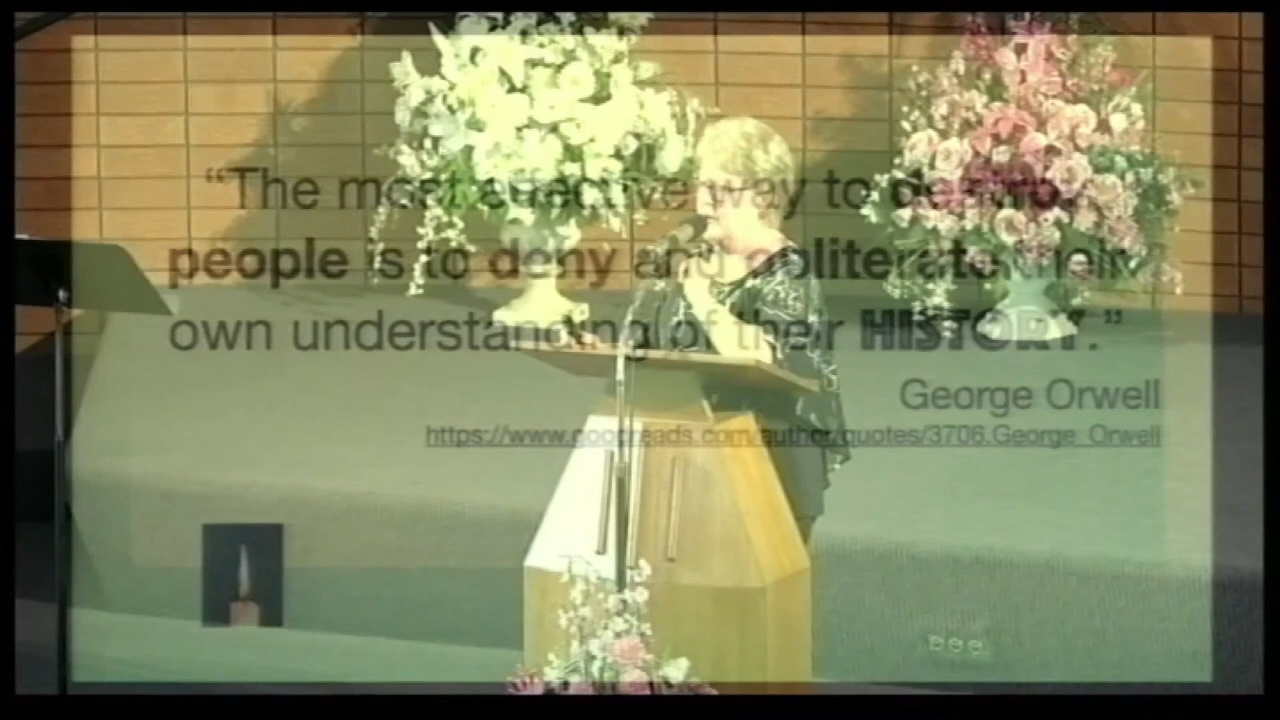 “The most effective way to destroy
people is to deny and obliterate their
own understanding of their HISTORY.”
George Orwell
https://www.goodreads.com/author/quotes/3706.George_Orwell